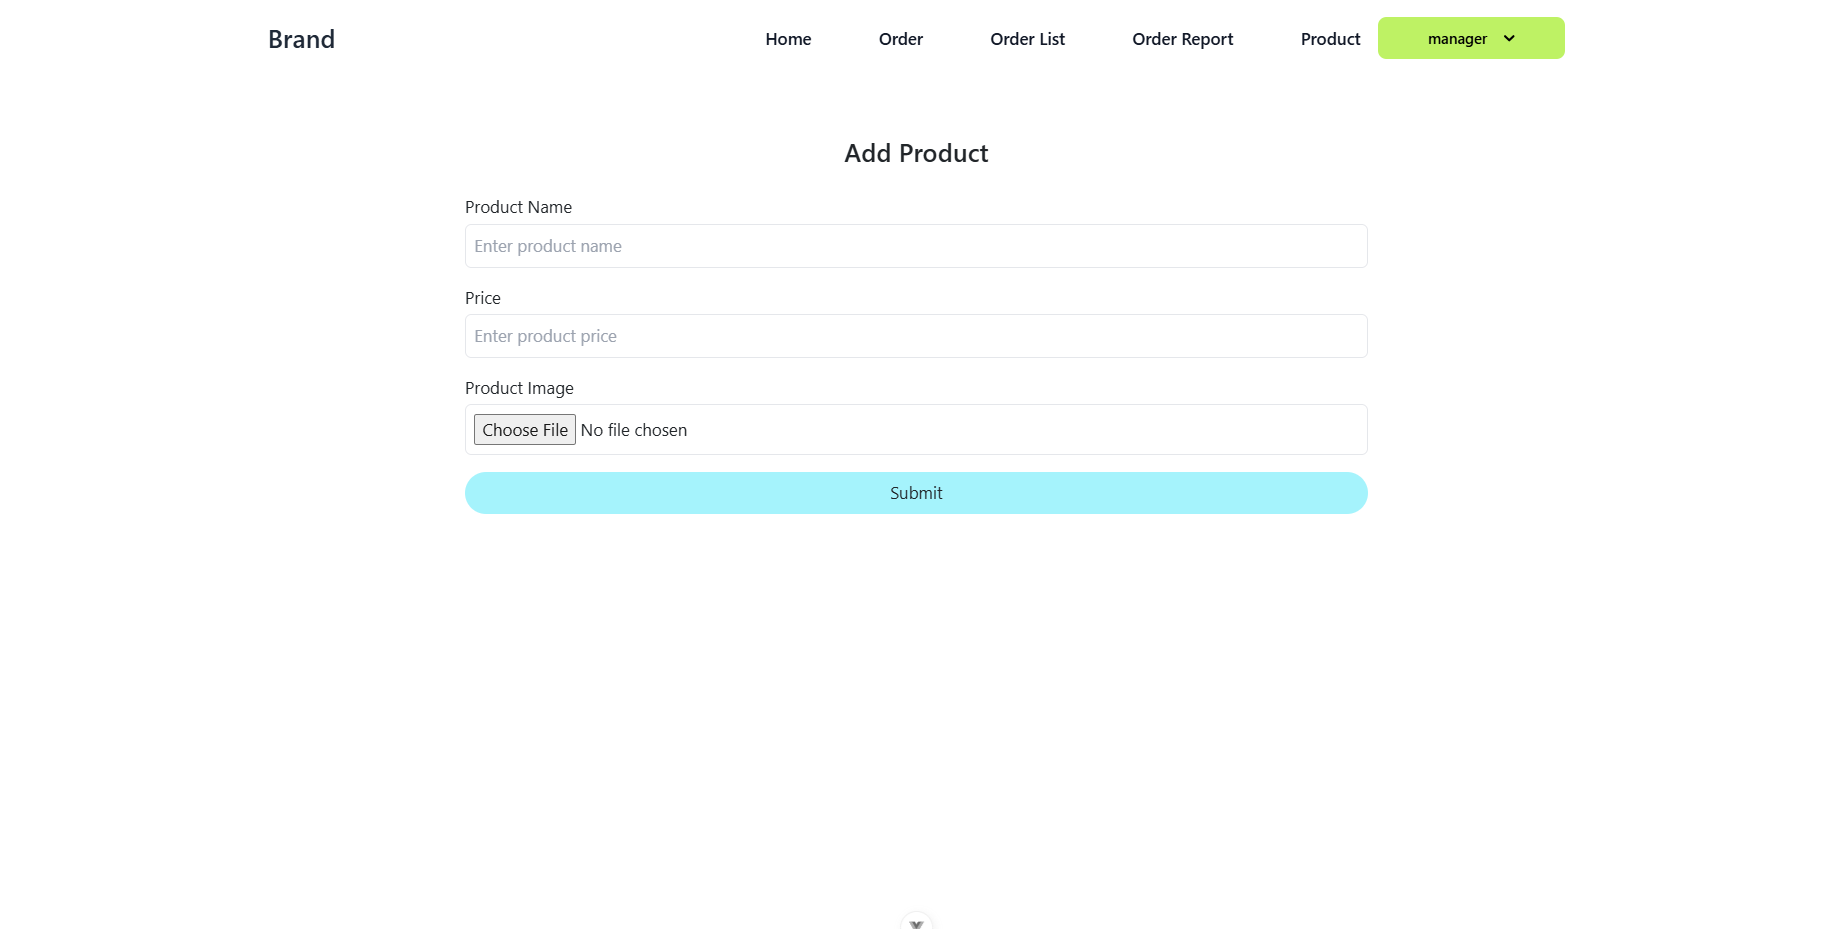 Brand
Home Order Order List Order Report Product manager
Add Product
Product Name
Enter product name
Price
Enter product price
Product Image
Choose File No file chosen
Submit